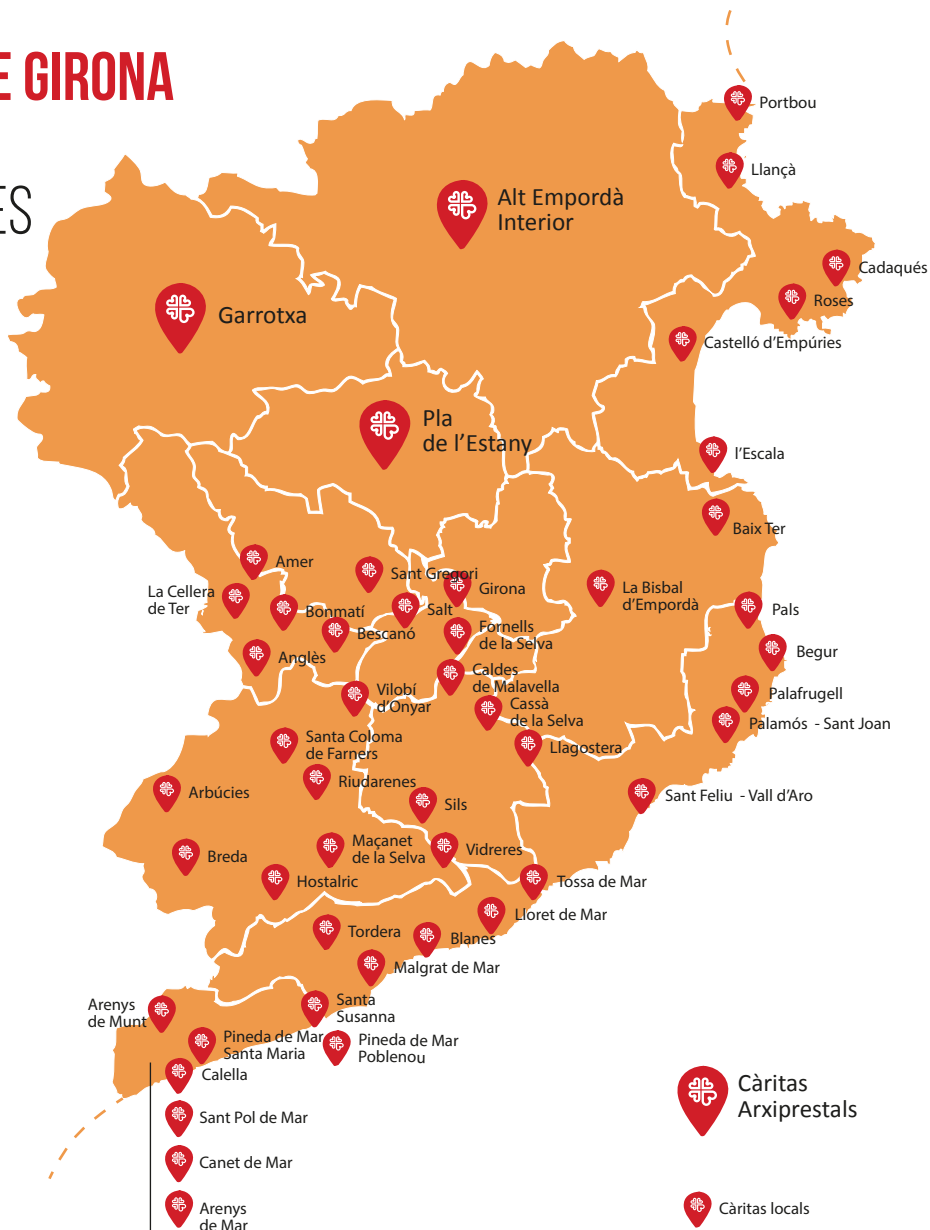 E GIRONA
ES
Portbou
Llançà
Alt Empordà
Interior
Cadaqués
Roses
Garrotxa
Castelló d'Empúries
Pla
de l'Estany
l'Escala
Baix Ter
Amer
Sant Gregori
Girona
La Bisbal
d'Empordà
La Cellera
de Ter
Bonmatí
Salt
Pals
Bescanó
Fornells
de la Selva
Begur
Anglès
Caldes
de Malavella
Vilobí
d'Onyar
Palafrugell
Cassà
de la Selva
Palamós - Sant Joan
Santa Coloma
de Farners
Llagostera
Riudarenes
Arbúcies
Sils
Sant Feliu - Vall d'Aro
Maçanet
de la Selva
Vidreres
Breda
Hostalric
Tossa de Mar
Lloret de Mar
Tordera
Blanes
Malgrat de Mar
Arenys
de Munt
Santa
Susanna
Pineda de Mar
Santa Maria
Pineda de Mar
Poblenou
Calella
Càritas
Arxiprestals
Sant Pol de Mar
Canet de Mar
Arenys
de Mar
Càritas locals